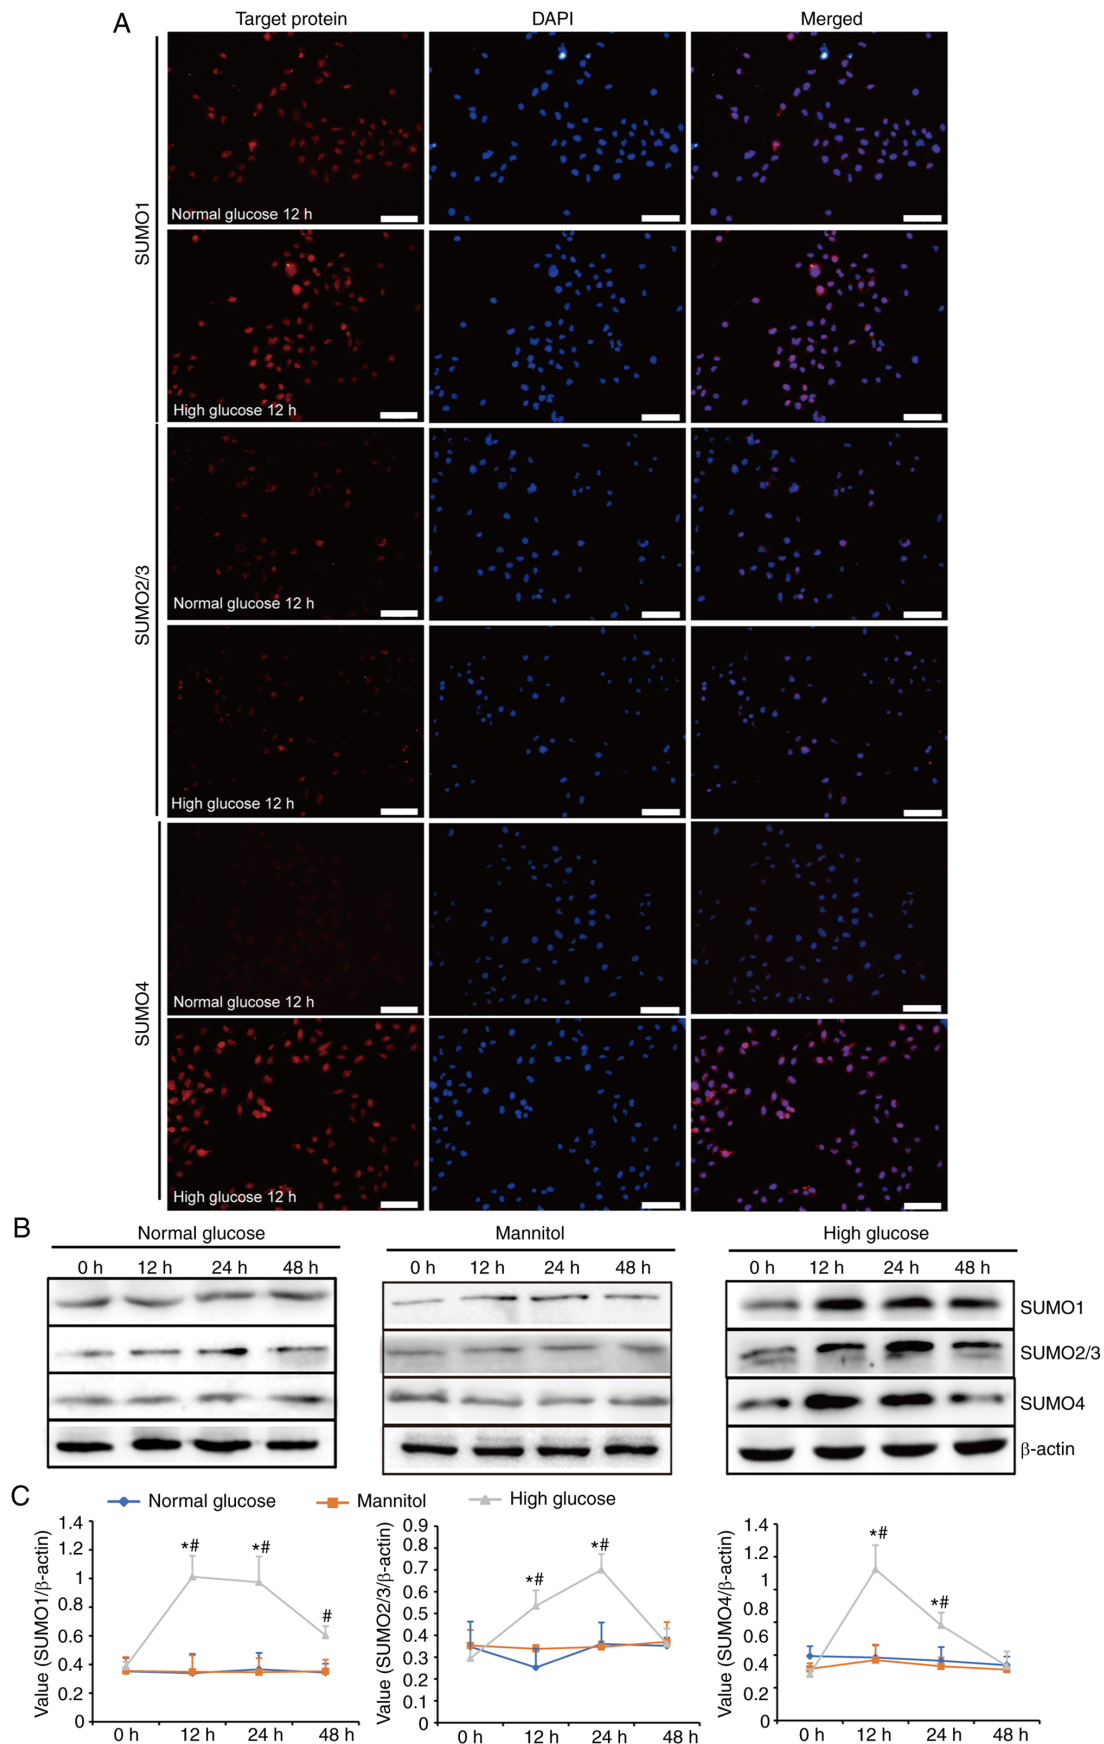 A
Target protein DAPI Merged
SUMO1
Normal glucose 12 h
High glucose 12 h
SUMO2/3
Normal glucose 12 h
High glucose 12 h
SUMO4
Normal glucose 12 h
High glucose 12 h
B
Normal glucose Mannitol High glucose
0 h 12 h 24 h 48 h 0 h 12 h 24 h 48 h 0 h 12 h 24 h 48 h
SUMO1
SUMO2/3
SUMO4
β-actin
C
Normal glucose Mannitol High glucose
Value (SUMO1/β-actin)
1.4
1.2
1
0.8
0.6
0.4
0.2
0
*#
*#
#
0 h 12 h 24 h 48 h
Value (SUMO2/3/β-actin)
0.9
0.8
0.7
0.6
0.5
0.4
0.3
0.2
0.1
0
*#
*#
0 h 12 h 24 h 48 h
Value (SUMO4/β-actin)
1.4
1.2
1
0.8
0.6
0.4
0.2
0
*#
*#
0 h 12 h 24 h 48 h